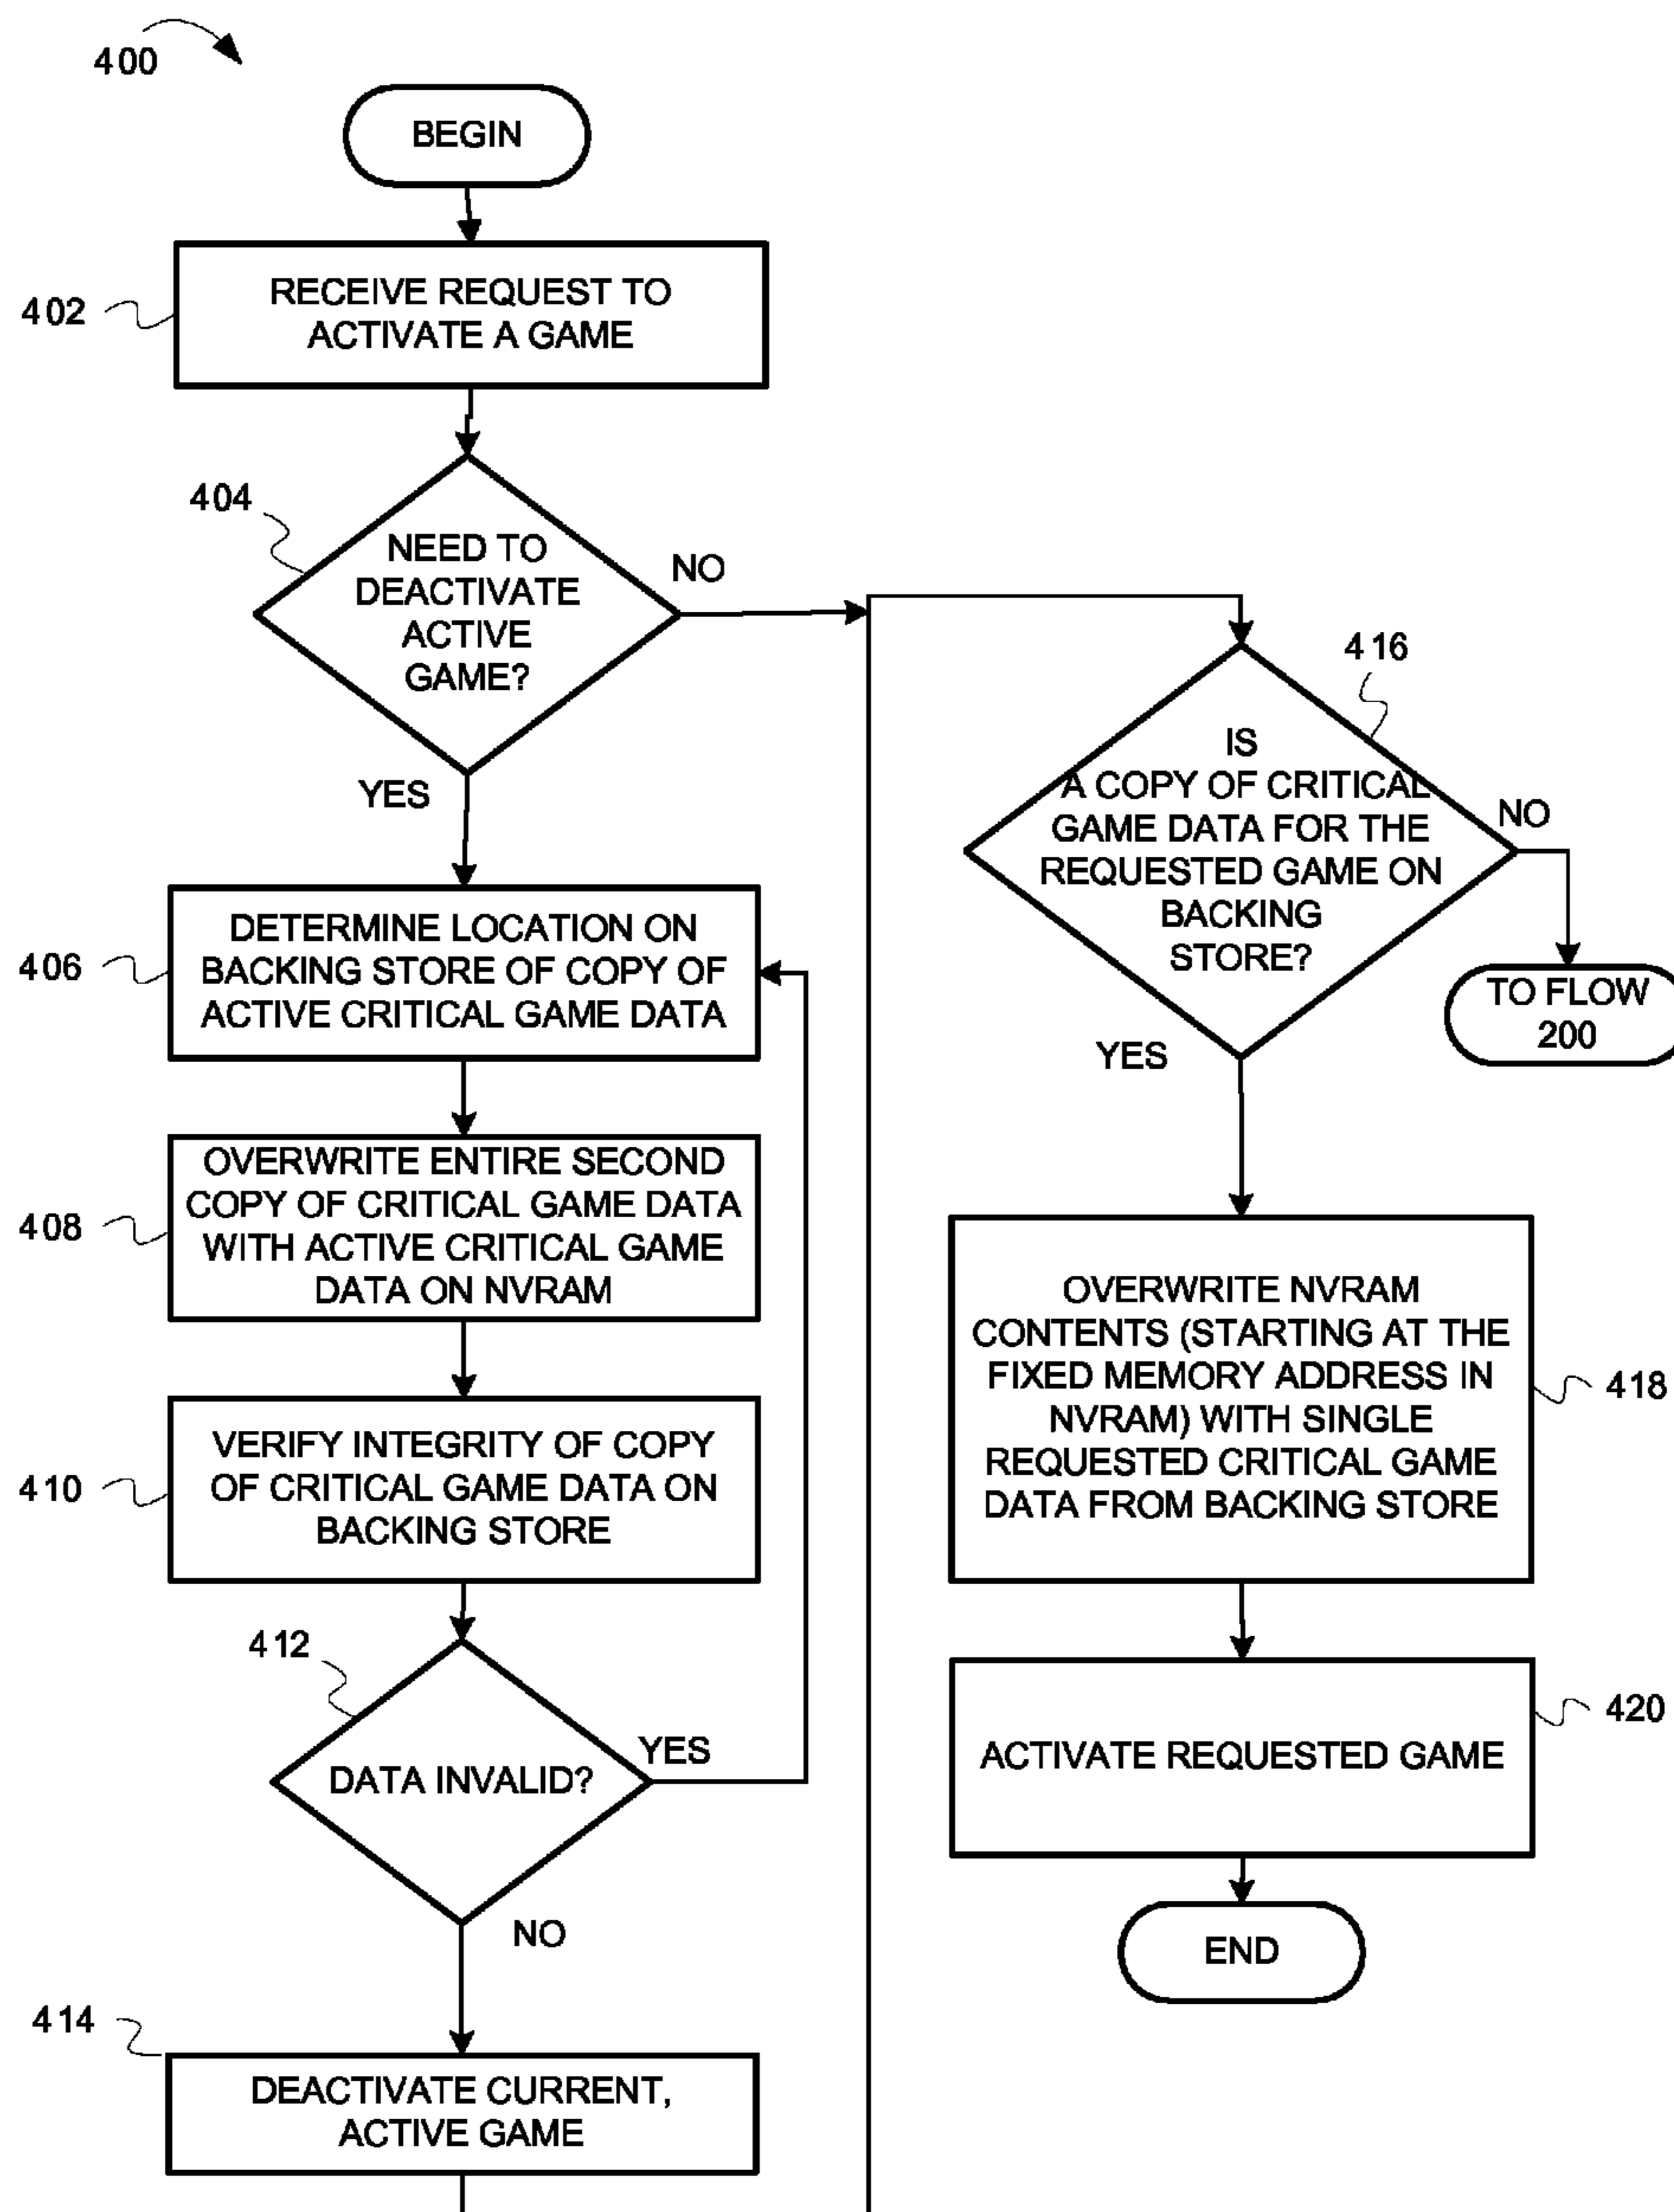 400
BEGIN
402
RECEIVE REQUEST TO
ACTIVATE A GAME
404
NEED TO
DEACTIVATE
ACTIVE
GAME?
NO
YES
406
DETERMINE LOCATION ON
BACKING STORE OF COPY OF
ACTIVE CRITICAL GAME DATA
408
OVERWRITE ENTIRE SECOND
COPY OF CRITICAL GAME DATA
WITH ACTIVE CRITICAL GAME
DATA ON NVRAM
410
VERIFY INTEGRITY OF COPY
OF CRITICAL GAME DATA ON
BACKING STORE
412
DATA INVALID?
YES
NO
414
DEACTIVATE CURRENT,
ACTIVE GAME
416
IS
A COPY OF CRITICAL
GAME DATA FOR THE
REQUESTED GAME ON
BACKING
STORE?
NO
TO FLOW
200
YES
OVERWRITE NVRAM
CONTENTS (STARTING AT THE
FIXED MEMORY ADDRESS IN
NVRAM) WITH SINGLE
REQUESTED CRITICAL GAME
DATA FROM BACKING STORE
418
ACTIVATE REQUESTED GAME
420
END